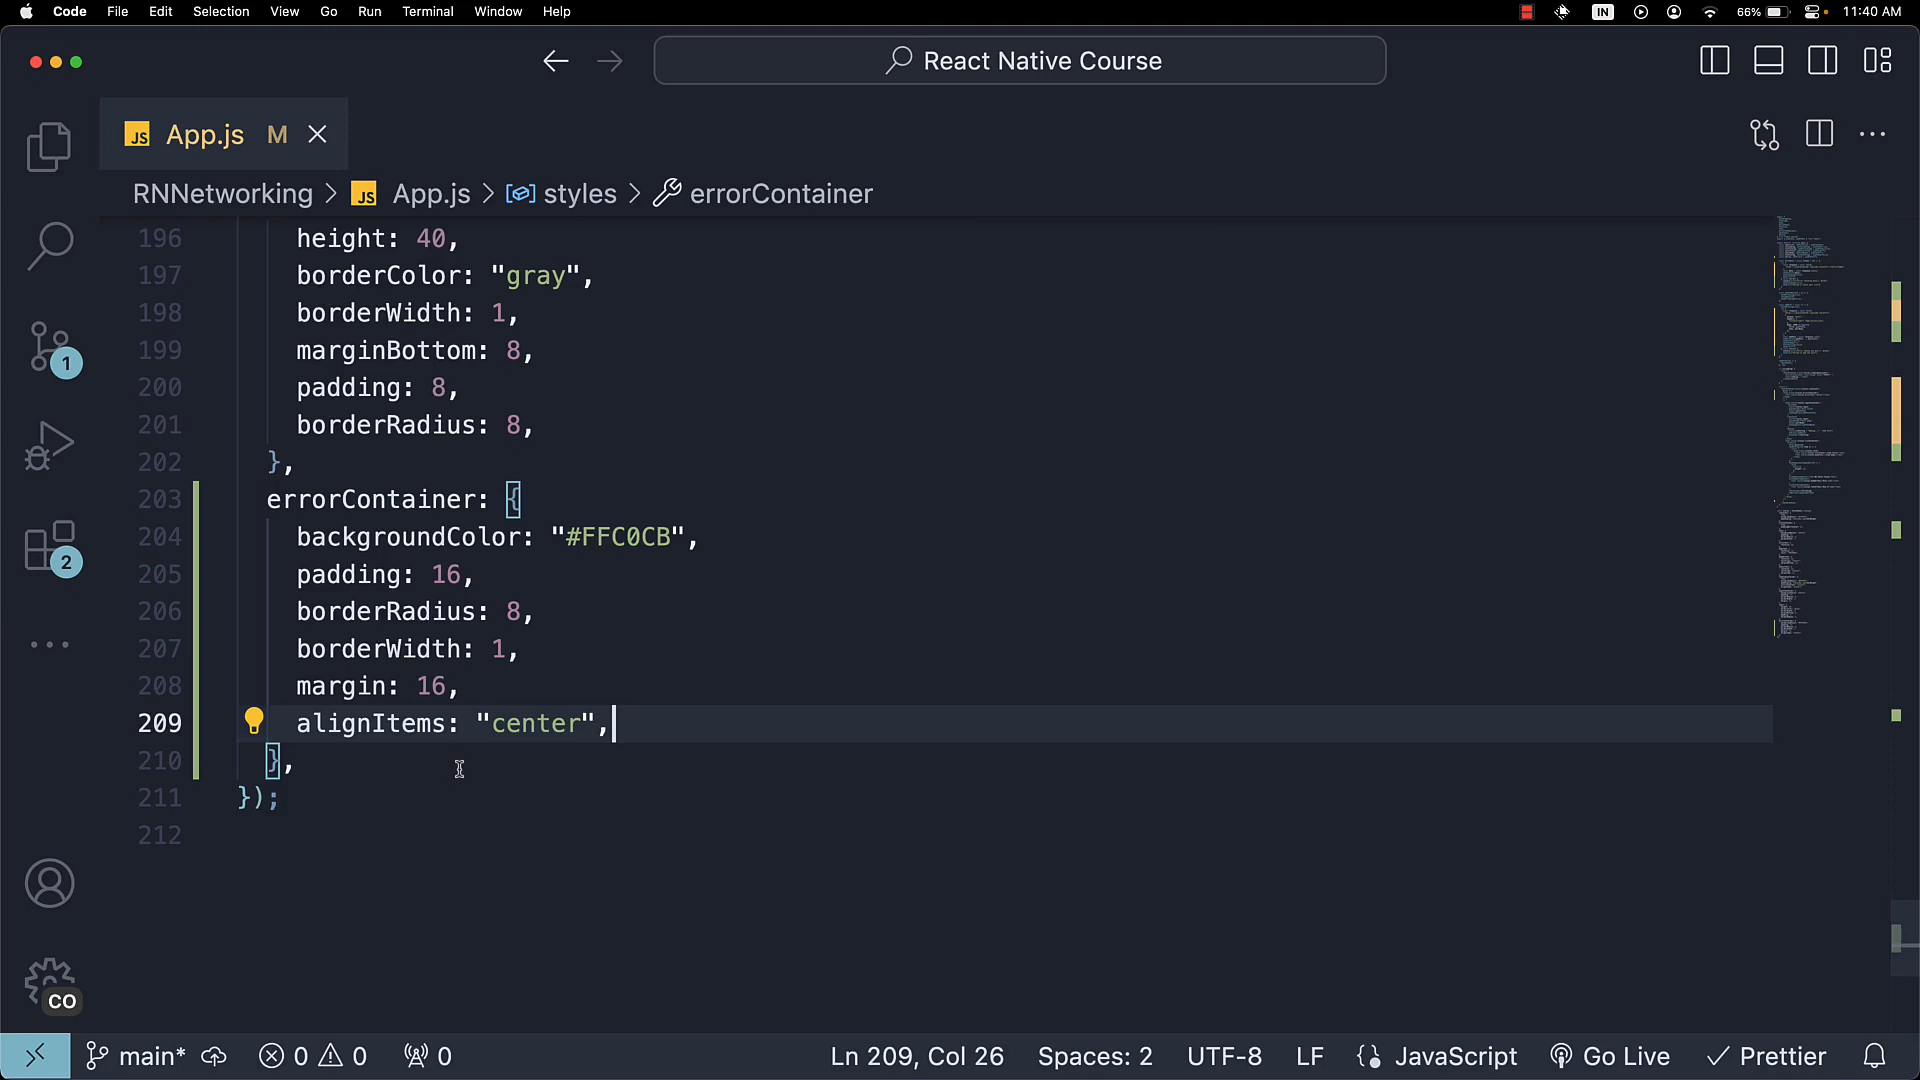 Code File Edit Selection View Go Run Terminal Window Help IN 66% 11:40 AM
React Native Course
JS App.js M
RNNetworking > JS App.js > styles > errorContainer
196 height: 40,
197 borderColor: "gray",
198 borderWidth: 1,
199 marginBottom: 8,
200 padding: 8,
201 borderRadius: 8,
202 },
203 errorContainer: {
204 backgroundColor: "#FFC0CB",
205 padding: 16,
206 borderRadius: 8,
207 borderWidth: 1,
208 margin: 16,
209 alignItems: "center",
210 },
211 });
212
1
2
CO
main* 0 0 0 Ln 209, Col 26 Spaces: 2 UTF-8 LF JavaScript Go Live Prettier